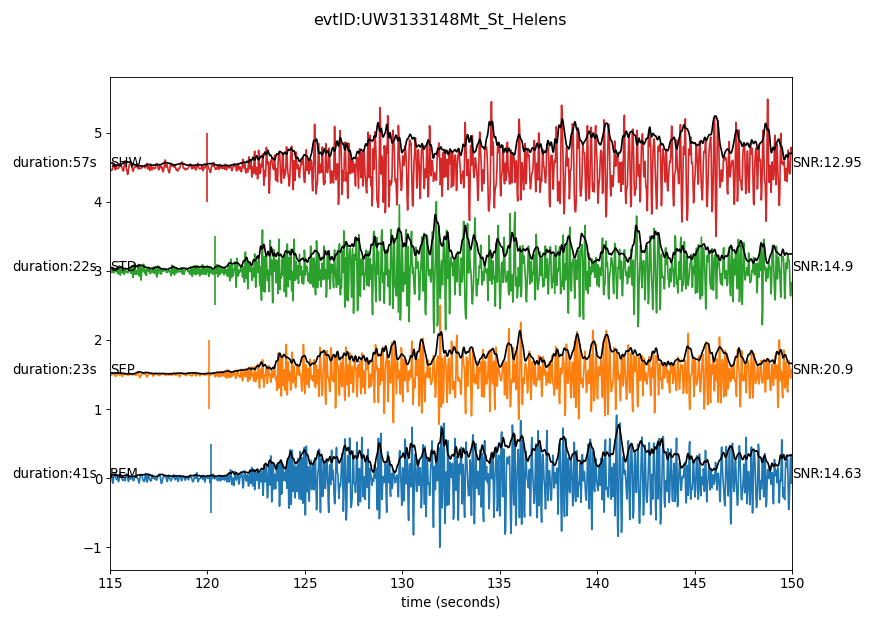 evtID:UW3133148Mt_St_Helens
5
duration:57s SHW SNR:12.95
4
duration:22s 3 STD SNR:14.9
2
duration:23s SEP SNR:20.9
1
duration:41s 0 REM SNR:14.63
−1
115 120 125 130 135 140 145 150
time (seconds)